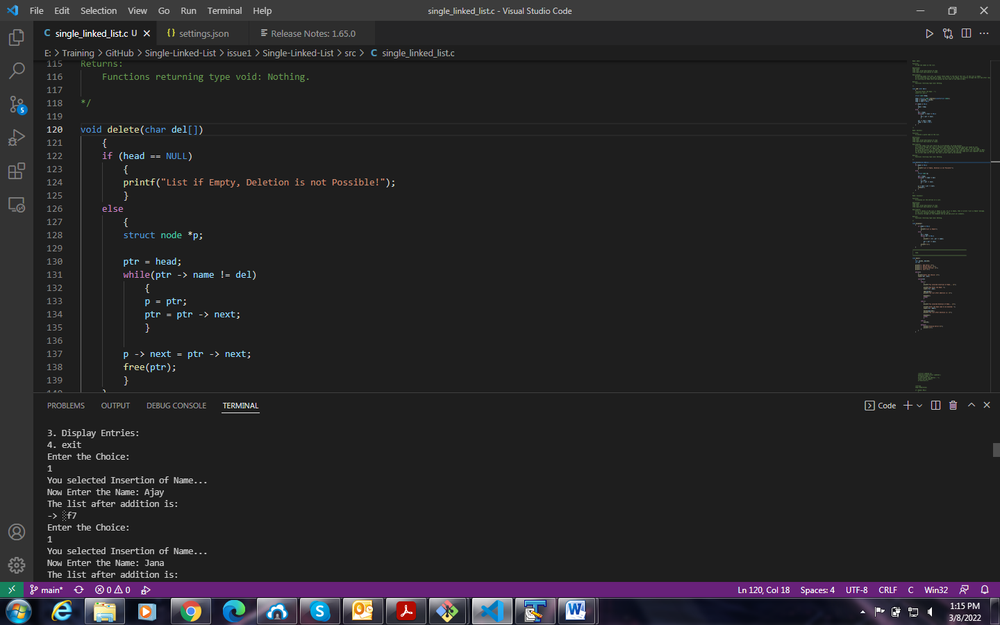 File Edit Selection View Go Run Terminal Help single_linked_list.c - Visual Studio Code
C single_linked_list.c U {} settings.json Release Notes: 1.65.0
E: > Training > GitHub > Single-Linked-List > issue1 > Single-Linked-List > src > C single_linked_list.c
115 Returns:
116 Functions returning type void: Nothing.
117
118 */
119
120 void delete(char del[])
121 {
122 if (head == NULL)
123 {
124 printf("List if Empty, Deletion is not Possible!");
125 }
126 else
127 {
128 struct node *p;
129
130 ptr = head;
131 while(ptr -> name != del)
132 {
133 p = ptr;
134 ptr = ptr -> next;
135 }
136
137 p -> next = ptr -> next;
138 free(ptr);
139 }
5
PROBLEMS OUTPUT DEBUG CONSOLE TERMINAL Code
3. Display Entries:
4. exit
Enter the Choice:
1
You selected Insertion of Name...
Now Enter the Name: Ajay
The list after addition is:
-> ░f7
Enter the Choice:
1
You selected Insertion of Name...
Now Enter the Name: Jana
The list after addition is:
main* 0 0 Ln 120, Col 18 Spaces: 4 UTF-8 CRLF C Win32
1:15 PM
3/8/2022